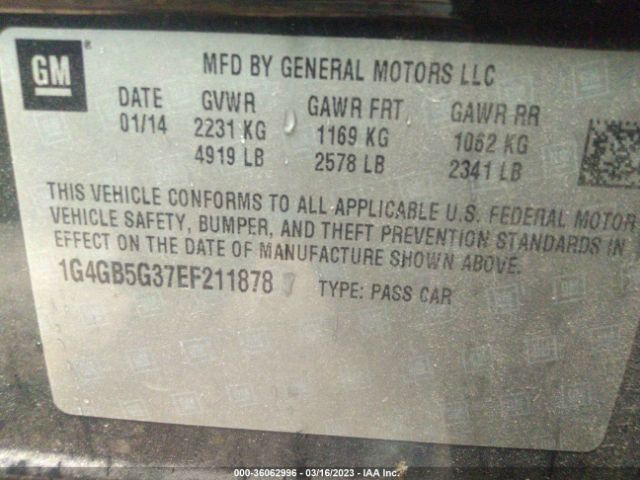 GM
MFD BY GENERAL MOTORS LLC
DATE GVWR GAWR FRT GAWR RR
01/14 2231 KG 1169 KG 1062 KG
4919 LB 2578 LB 2341 LB
THIS VEHICLE CONFORMS TO ALL APPLICABLE U.S. FEDERAL MOTOR
VEHICLE SAFETY, BUMPER, AND THEFT PREVENTION STANDARDS IN
EFFECT ON THE DATE OF MANUFACTURE SHOWN ABOVE.
1G4GB5G37EF211878 TYPE: PASS CAR
000-36062996 - 03/16/2023 - IAA Inc.